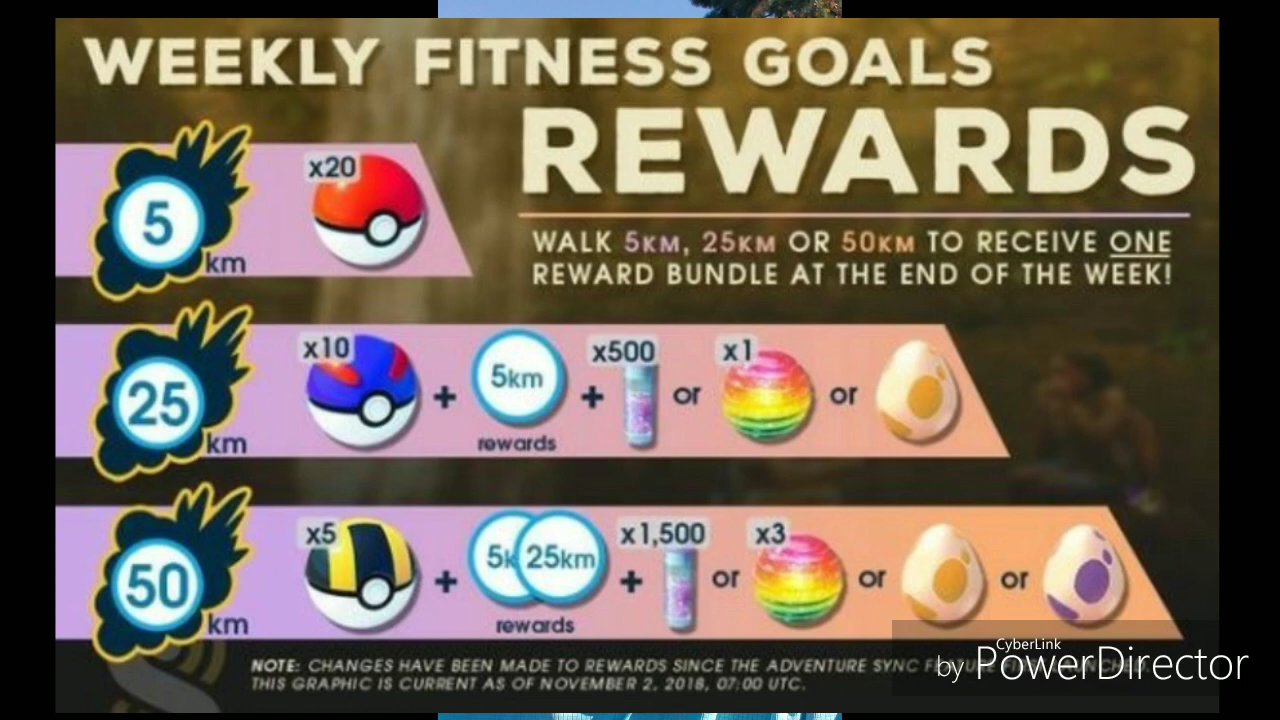 WEEKLY FITNESS GOALS
REWARDS
WALK 5KM, 25KM OR 50KM TO RECEIVE ONE
REWARD BUNDLE AT THE END OF THE WEEK!
5 km
x20
25 km
x10 + 5km rewards + x500 or x1 or
50 km
x5 + 5k 25km rewards + x1,500 or x3 or or
NOTE: CHANGES HAVE BEEN MADE TO REWARDS SINCE THE ADVENTURE SYNC
THIS GRAPHIC IS CURRENT AS OF NOVEMBER 2, 2018, 07:00 UTC.
CyberLink
by PowerDirector